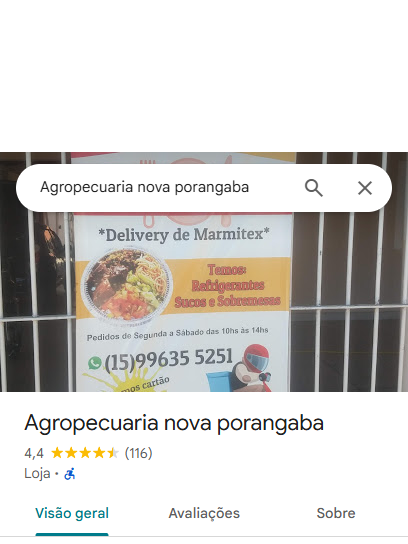 Agropecuaria nova porangaba
*Delivery de Marmitex*
Temos:
Refrigerantes
Sucos e Sobremesas
Pedidos de Segunda a Sábado das 10hs às 14hs
(15)99635 5251
mos cartão
Agropecuaria nova porangaba
4,4 (116)
Loja ·
Visão geral Avaliações Sobre